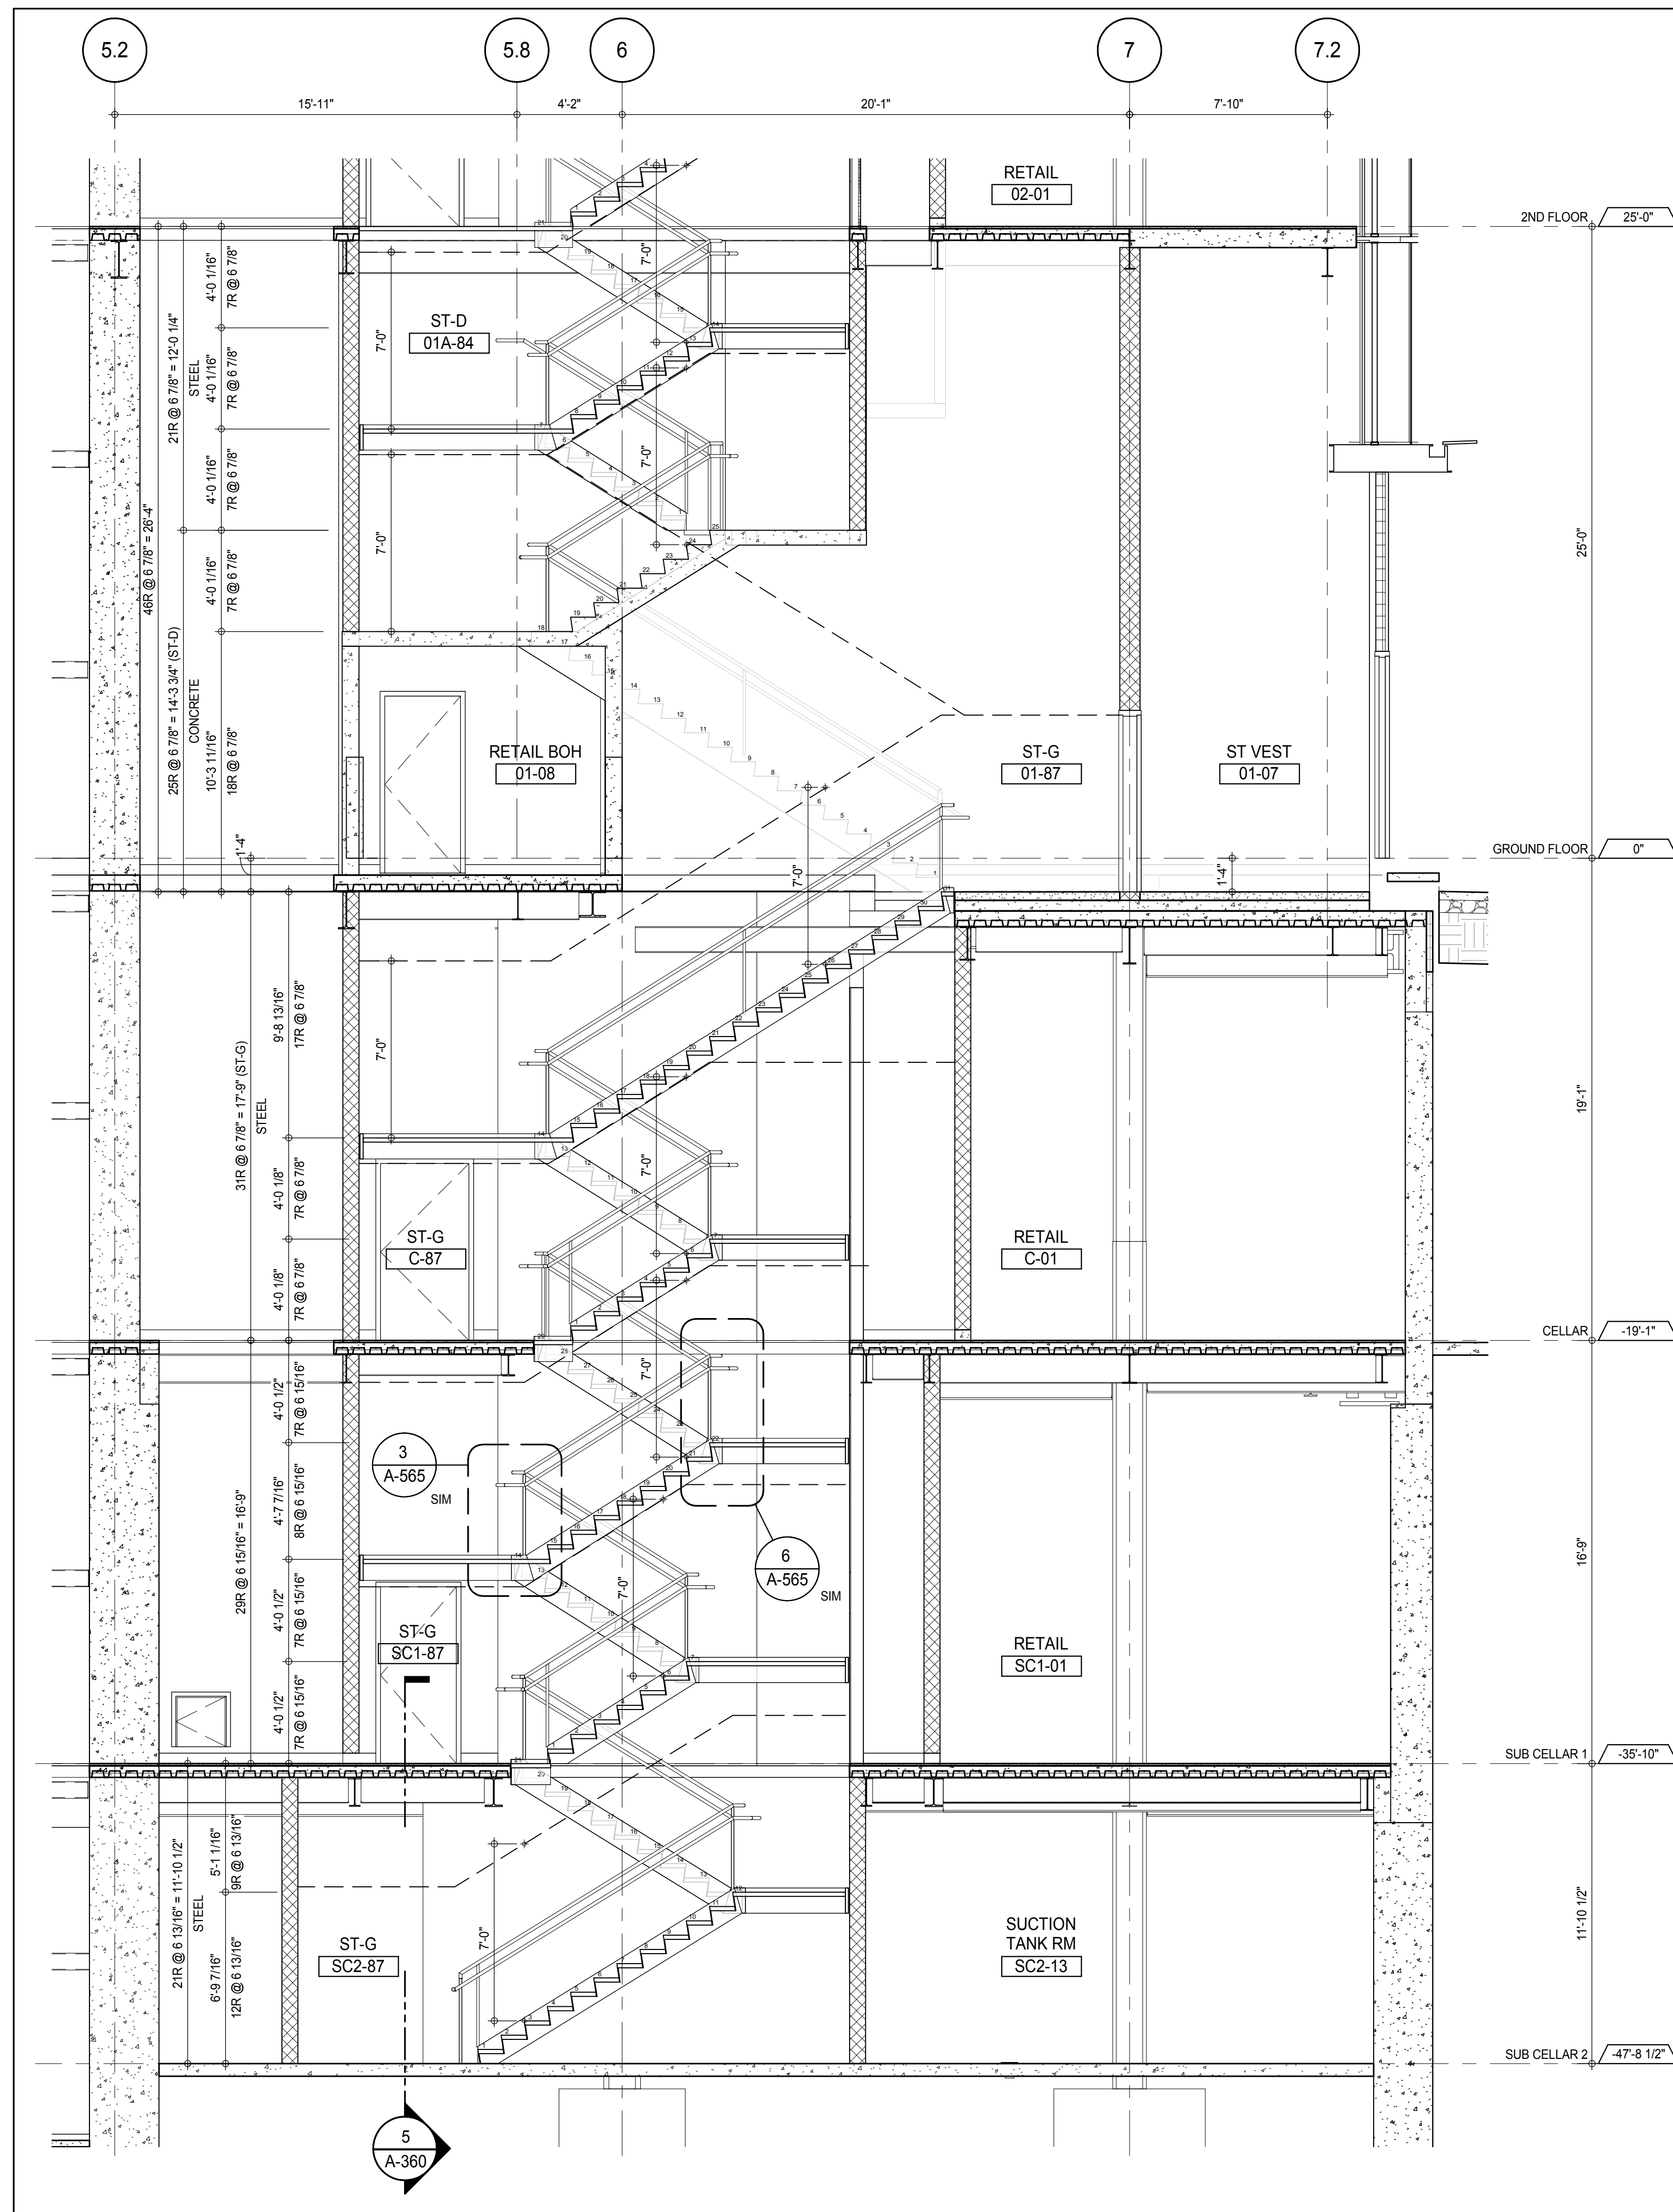 5.2
5.8
6
7
7.2
15'-11"
4'-2"
20'-1"
7'-10"
RETAIL
02-01
2ND FLOOR
25'-0"
4'-0 1/16"
7R @ 6 7/8"
21R @ 6 7/8" = 12'-0 1/4"
STEEL
4'-0 1/16"
7R @ 6 7/8"
4'-0 1/16"
7R @ 6 7/8"
46R @ 6 7/8" = 26'-4"
4'-0 1/16"
7R @ 6 7/8"
25R @ 6 7/8" = 14'-3 3/4" (ST-D)
CONCRETE
10'-3 11/16"
18R @ 6 7/8"
ST-D
01A-84
7'-0"
7'-0"
7'-0"
7'-0"
25'-0"
RETAIL BOH
01-08
ST-G
01-87
ST VEST
01-07
GROUND FLOOR
0"
1'-4"
7'-0"
1'-4"
9'-8 13/16"
17R @ 6 7/8"
31R @ 6 7/8" = 17'-9" (ST-G)
STEEL
7'-0"
19'-1"
4'-0 1/8"
7R @ 6 7/8"
4'-0 1/8"
7R @ 6 7/8"
7'-0"
ST-G
C-87
RETAIL
C-01
CELLAR
-19'-1"
7'-0"
4'-0 1/2"
7R @ 6 15/16"
3
A-565
SIM
4'-7 7/16"
8R @ 6 15/16"
29R @ 6 15/16" = 16'-9"
6
A-565
SIM
16'-9"
4'-0 1/2"
7R @ 6 15/16"
7'-0"
ST-G
SC1-87
RETAIL
SC1-01
4'-0 1/2"
7R @ 6 15/16"
SUB CELLAR 1
-35'-10"
5'-1 1/16"
9R @ 6 13/16"
21R @ 6 13/16" = 11'-10 1/2"
STEEL
6'-9 7/16"
12R @ 6 13/16"
ST-G
SC2-87
7'-0"
SUCTION
TANK RM
SC2-13
11'-10 1/2"
SUB CELLAR 2
-47'-8 1/2"
5
A-360